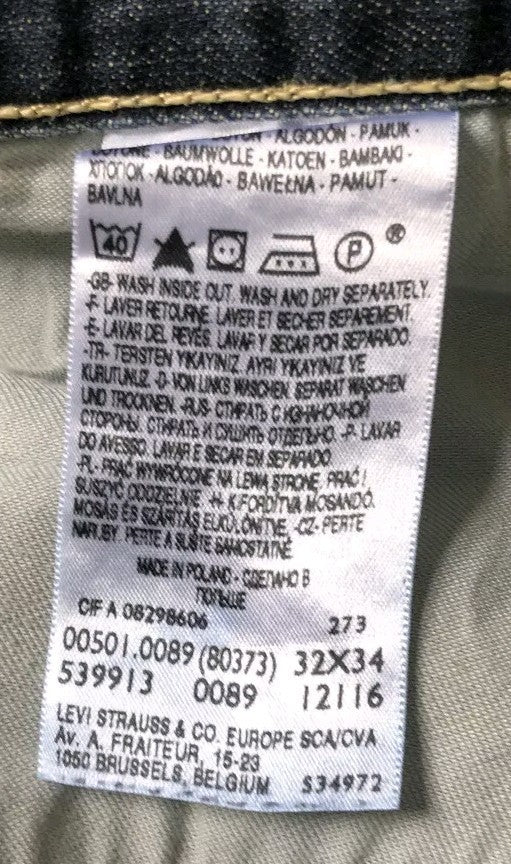 ALGODÓN - PAMUK -
BAUMWOLLE - KATOEN - BAMBAKI -
ΧΛΟΠΟΚ - ALGODÃO - BAWEŁNA - PAMUT -
BAVLNA
40 P ®
-GB- WASH INSIDE OUT. WASH AND DRY SEPARATELY.
-F- LAVER RETOURNE. LAVER ET SECHER SEPAREMENT.
-E- LAVAR DEL REVÉS. LAVAR Y SECAR POR SEPARADO.
-TR- TERSTEN YIKAYINIZ. AYRI YIKAYINIZ VE
KURUTUNUZ. -D- VON LINKS WASCHEN. SEPARAT WASCHEN
UND TROCKNEN. -RUS- СТИРАТЬ С ИЗНАНОЧНОЙ
СТОРОНЫ. СТИРАТЬ И СУШИТЬ ОТДЕЛЬНО. -P- LAVAR
DO AVESSO. LAVAR E SECAR EM SEPARADO
-PL- PRAĆ WYWRÓCONE NA LEWA STRONE. PRAĆ I
SUSZYĆ ODDZIELNIE -H- KIFORDÍTVA MOSANDÓ.
MOSÁS ÉS SZÁRÍTÁS ELKÜLÖNÍTVE. -CZ- PERTE
NARUBY. PERTE A SUŠTE SAMOSTATNĚ
MADE IN POLAND - СДЕЛАНО В
ПОЛЬШЕ
CIF A 08298606 273
00501.0089 (80373) 32X34
539913 0089 12116
LEVI STRAUSS & CO. EUROPE SCA/CVA
Av. A. FRAITEUR, 15-23
1050 BRUSSELS, BELGIUM S34972